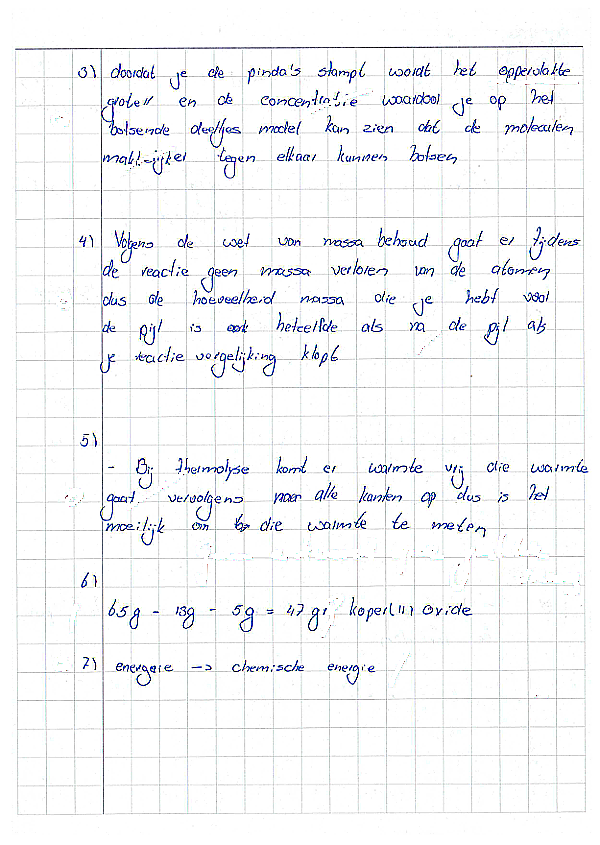 3) doordat je de pinda's stampt wordt het oppervlakte
groter en de concentratie waardoor je op het
botsende deeltjes model kan zien dat de moleculen
makkelijker tegen elkaar kunnen botsen
4) Volgens de wet van massa behoud gaat er tijdens
de reactie geen massa verloren van de atomen
dus de hoeveelheid massa die je hebt voor
de pijl is hetzelfde als na de pijl als
je reactie vergelijking klopt
5)
- Bij thermolyse komt er warmte vrij die warmte
gaat vervolgens naar alle kanten op dus is het
moeilijk om die warmte te meten
6)
65g - 13g - 5g = 47 gr koper(II) oxide
7) energie -> chemische energie